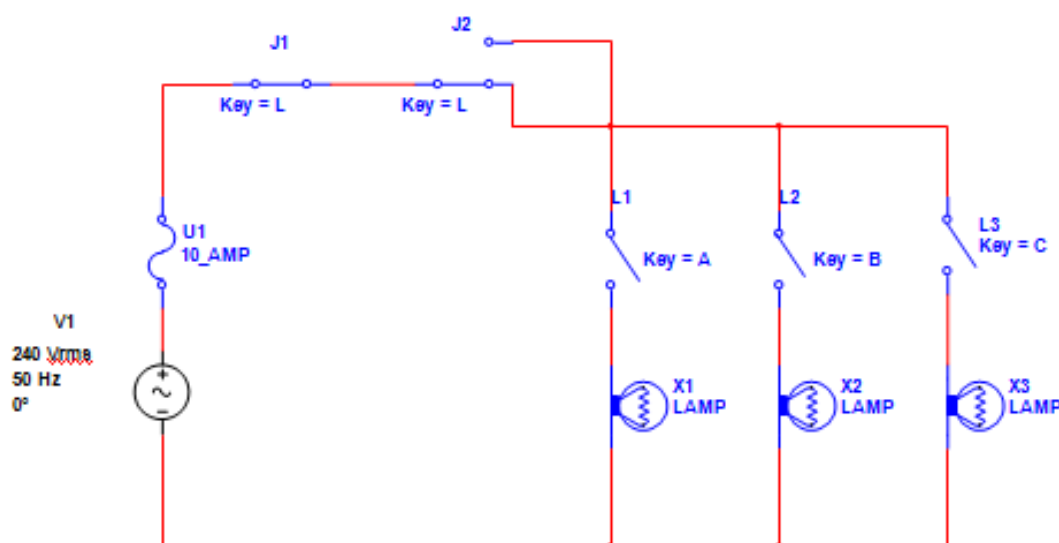 J1
J2
Key = L
Key = L
U1
10_AMP
V1
240 Vrms
50 Hz
0°
L1
Key = A
L2
Key = B
L3
Key = C
X1
LAMP
X2
LAMP
X3
LAMP